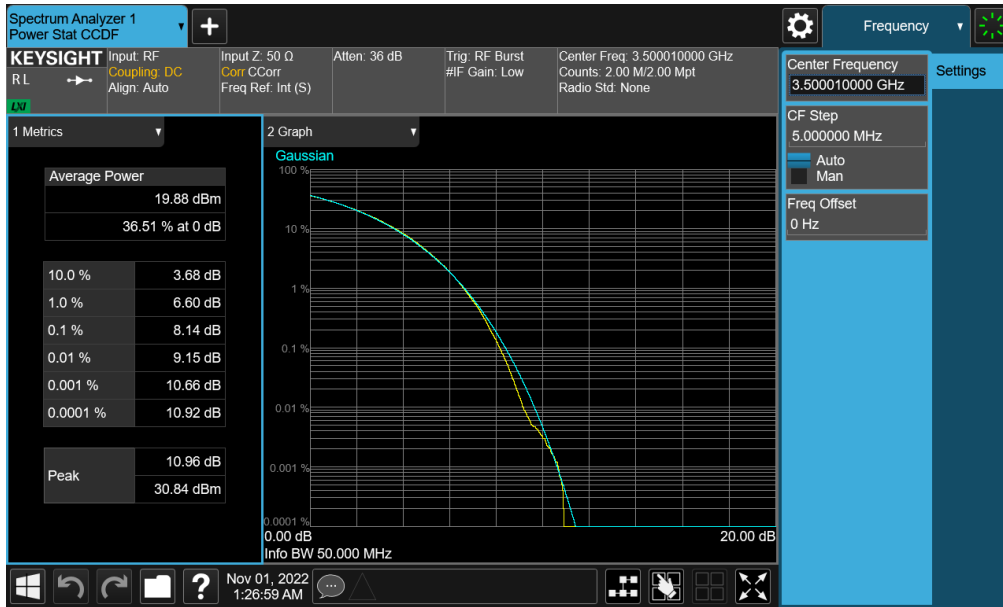 Spectrum Analyzer 1
Power Stat CCDF
Frequency
KEYSIGHT
R L
LXI
Input: RF
Coupling: DC
Align: Auto
Input Z: 50 Ω
Corr CCorr
Freq Ref: Int (S)
Atten: 36 dB
Trig: RF Burst
#IF Gain: Low
Center Freq: 3.500010000 GHz
Counts: 2.00 M/2.00 Mpt
Radio Std: None
Center Frequency
3.500010000 GHz
Settings
CF Step
5.000000 MHz
Auto
Man
Freq Offset
0 Hz
1 Metrics
Average Power
19.88 dBm
36.51 % at 0 dB
10.0 % 3.68 dB
1.0 % 6.60 dB
0.1 % 8.14 dB
0.01 % 9.15 dB
0.001 % 10.66 dB
0.0001 % 10.92 dB
Peak
10.96 dB
30.84 dBm
2 Graph
Gaussian
100 %
10 %
1 %
0.1 %
0.01 %
0.001 %
0.0001 %
0.00 dB 20.00 dB
Info BW 50.000 MHz
?
Nov 01, 2022
1:26:59 AM